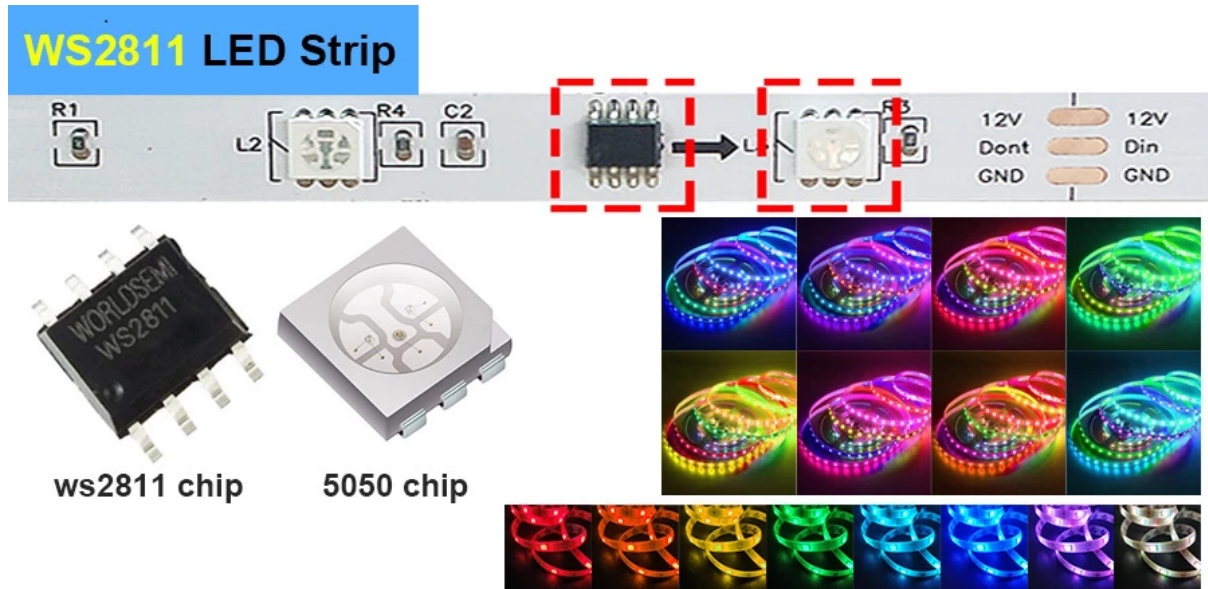 WS2811 LED Strip
R1
L2
R4
C2
R3
12V 12V
Dont Din
GND GND
WORLDSEMI
WS2811
ws2811 chip
5050 chip